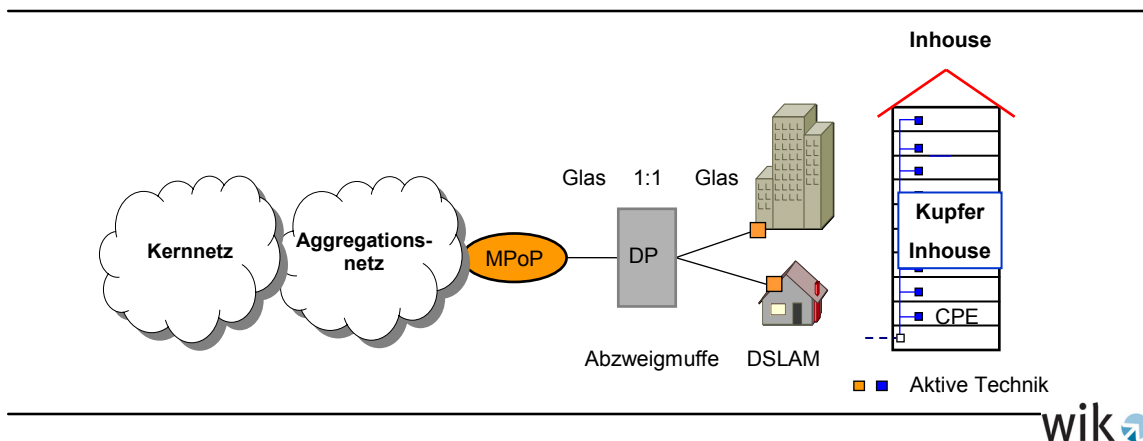 Inhouse
Glas 1:1 Glas
Kernnetz
Aggregations-
netz
MPoP
DP
Kupfer
Inhouse
CPE
Abzweigmuffe DSLAM
Aktive Technik
wik